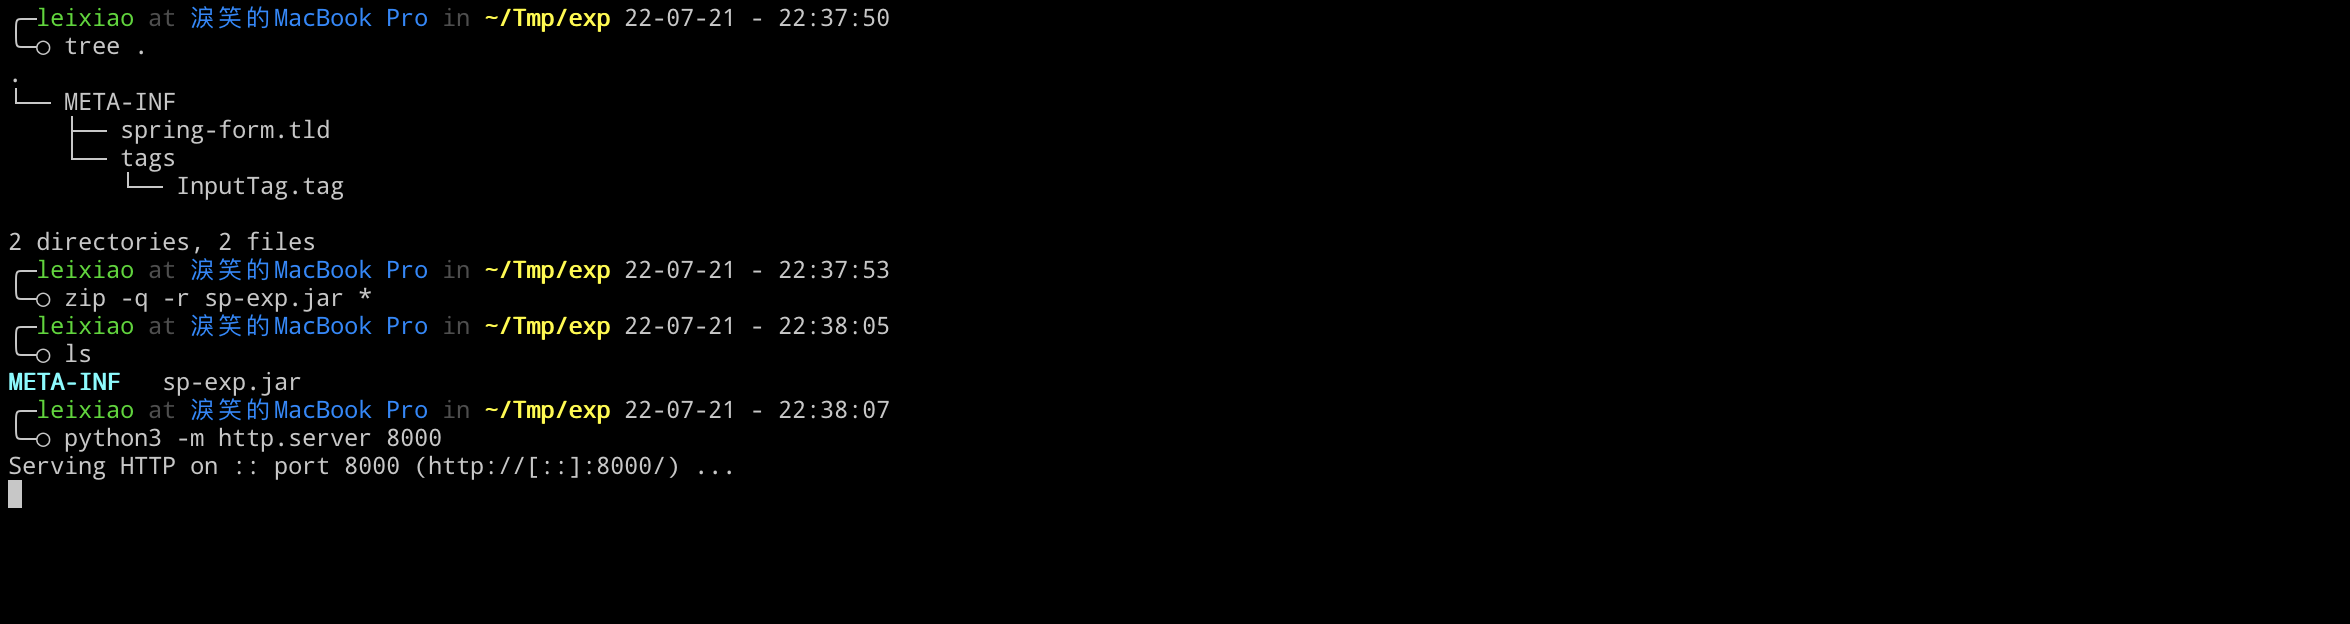 ╭─leixiao at 淚笑的MacBook Pro in ~/Tmp/exp 22-07-21 - 22:37:50
╰─○ tree .
.
└── META-INF
    ├── spring-form.tld
    └── tags
        └── InputTag.tag
2 directories, 2 files
╭─leixiao at 淚笑的MacBook Pro in ~/Tmp/exp 22-07-21 - 22:37:53
╰─○ zip -q -r sp-exp.jar *
╭─leixiao at 淚笑的MacBook Pro in ~/Tmp/exp 22-07-21 - 22:38:05
╰─○ ls
META-INF   sp-exp.jar
╭─leixiao at 淚笑的MacBook Pro in ~/Tmp/exp 22-07-21 - 22:38:07
╰─○ python3 -m http.server 8000
Serving HTTP on :: port 8000 (http://[::]:8000/) ...